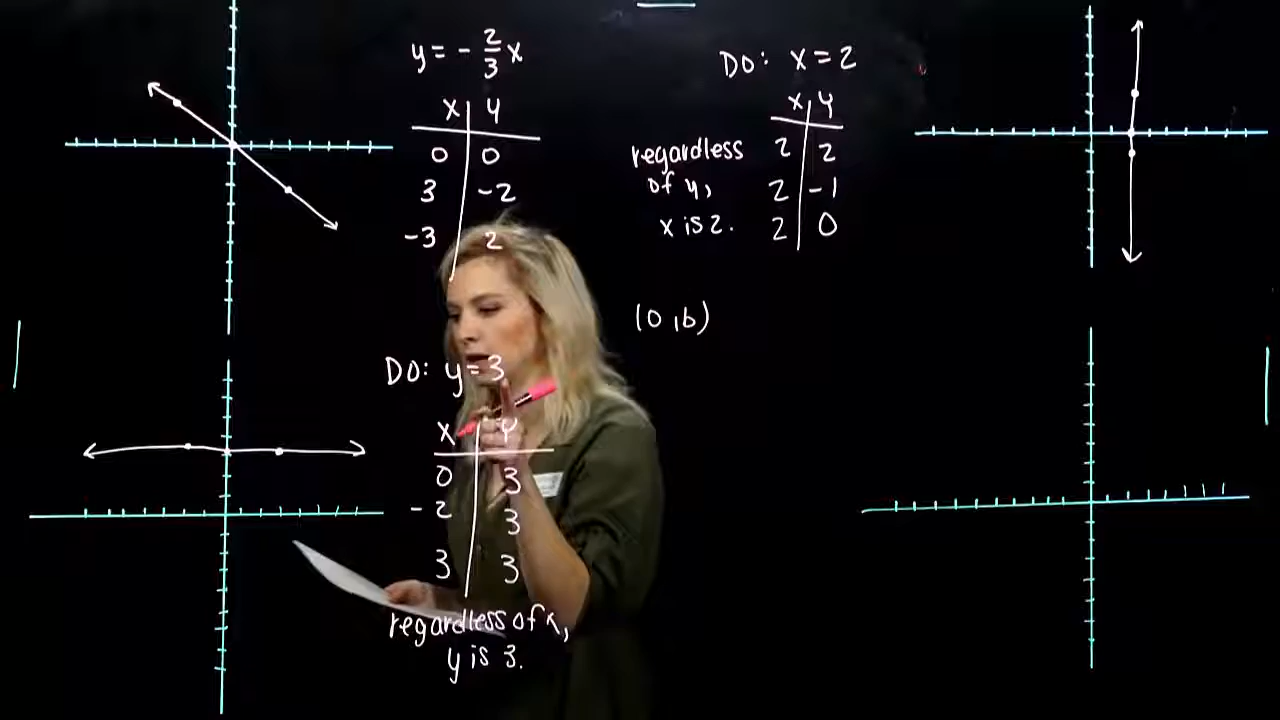 y = - 2/3 x
x | y
0 | 0
3 | -2
-3 | 2
DO: x = 2
x | y
2 | 2
2 | -1
2 | 0
regardless
of y,
x is 2.
(0, b)
DO: y = 3
x | y
0 | 3
-2 | 3
3 | 3
regardless of x,
y is 3.